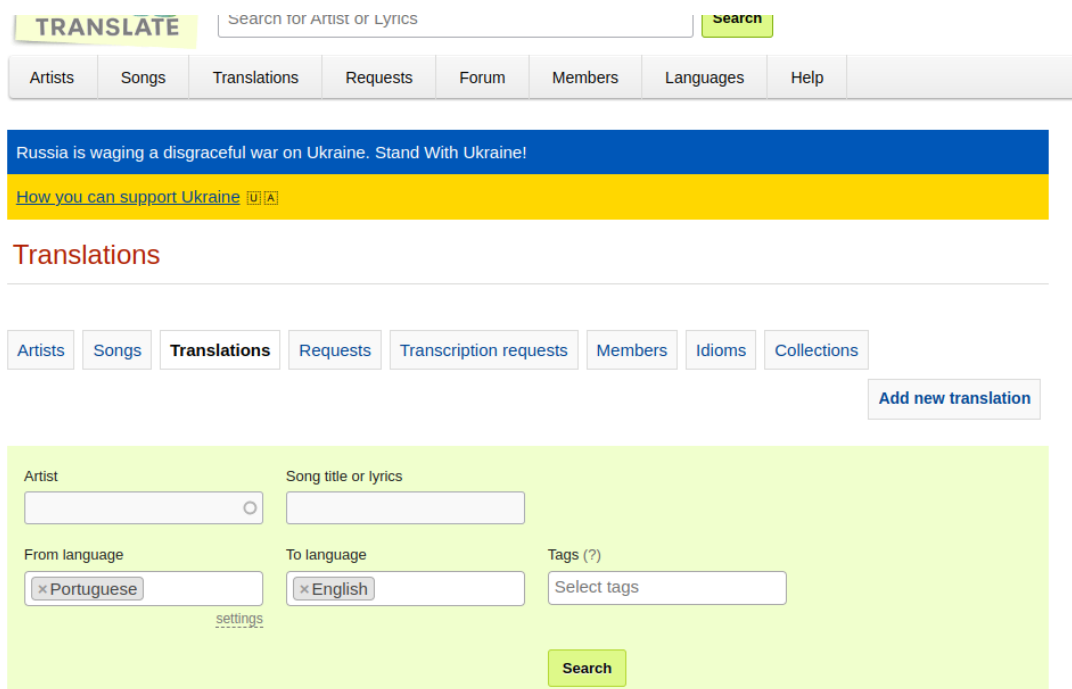 TRANSLATE
Search for Artist or Lyrics
Search
Artists Songs Translations Requests Forum Members Languages Help
Russia is waging a disgraceful war on Ukraine. Stand With Ukraine!
How you can support Ukraine 🇺🇦
Translations
Artists Songs Translations Requests Transcription requests Members Idioms Collections
Add new translation
Artist Song title or lyrics
From language To language Tags (?)
×Portuguese ×English Select tags
settings
Search